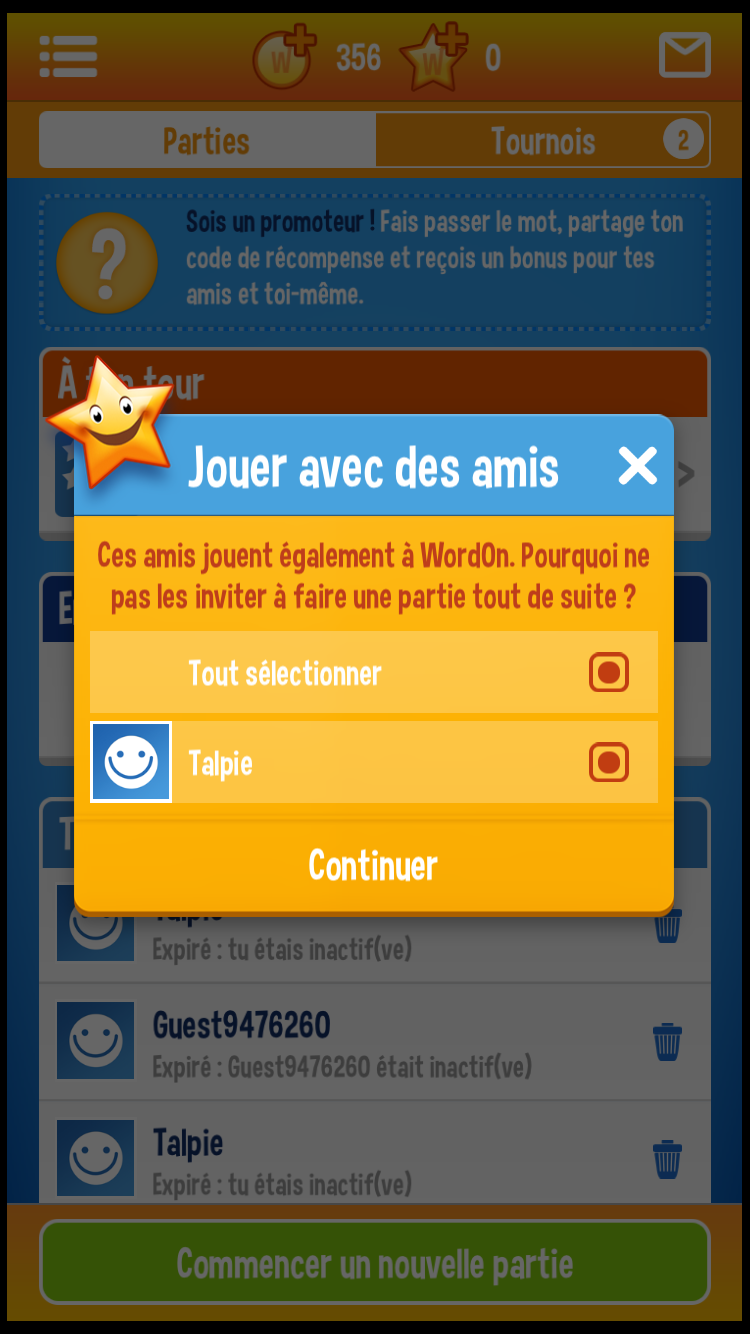 356
0
Parties
Tournois
2
Sois un promoteur ! Fais passer le mot, partage ton
code de récompense et reçois un bonus pour tes
amis et toi-même.
À ton tour
Jouer avec des amis
Ces amis jouent également à WordOn. Pourquoi ne
pas les inviter à faire une partie tout de suite ?
Tout sélectionner
Talpie
Continuer
Talpie
Expiré : tu étais inactif(ve)
Guest9476260
Expiré : Guest9476260 était inactif(ve)
Talpie
Expiré : tu étais inactif(ve)
Commencer un nouvelle partie